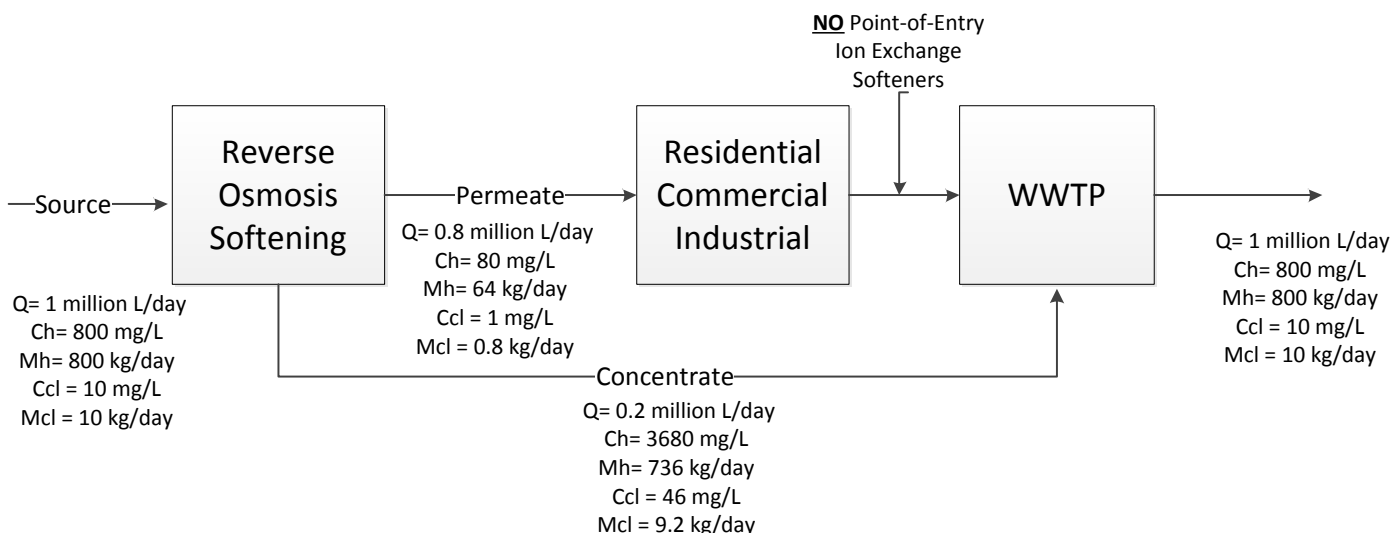 NO Point-of-Entry
Ion Exchange
Softeners
Reverse
Osmosis
Softening
Residential
Commercial
Industrial
WWTP
Source
Permeate
Q= 0.8 million L/day
Ch= 80 mg/L
Mh= 64 kg/day
Ccl = 1 mg/L
Mcl = 0.8 kg/day
Q= 1 million L/day
Ch= 800 mg/L
Mh= 800 kg/day
Ccl = 10 mg/L
Mcl = 10 kg/day
Q= 1 million L/day
Ch= 800 mg/L
Mh= 800 kg/day
Ccl = 10 mg/L
Mcl = 10 kg/day
Concentrate
Q= 0.2 million L/day
Ch= 3680 mg/L
Mh= 736 kg/day
Ccl = 46 mg/L
Mcl = 9.2 kg/day